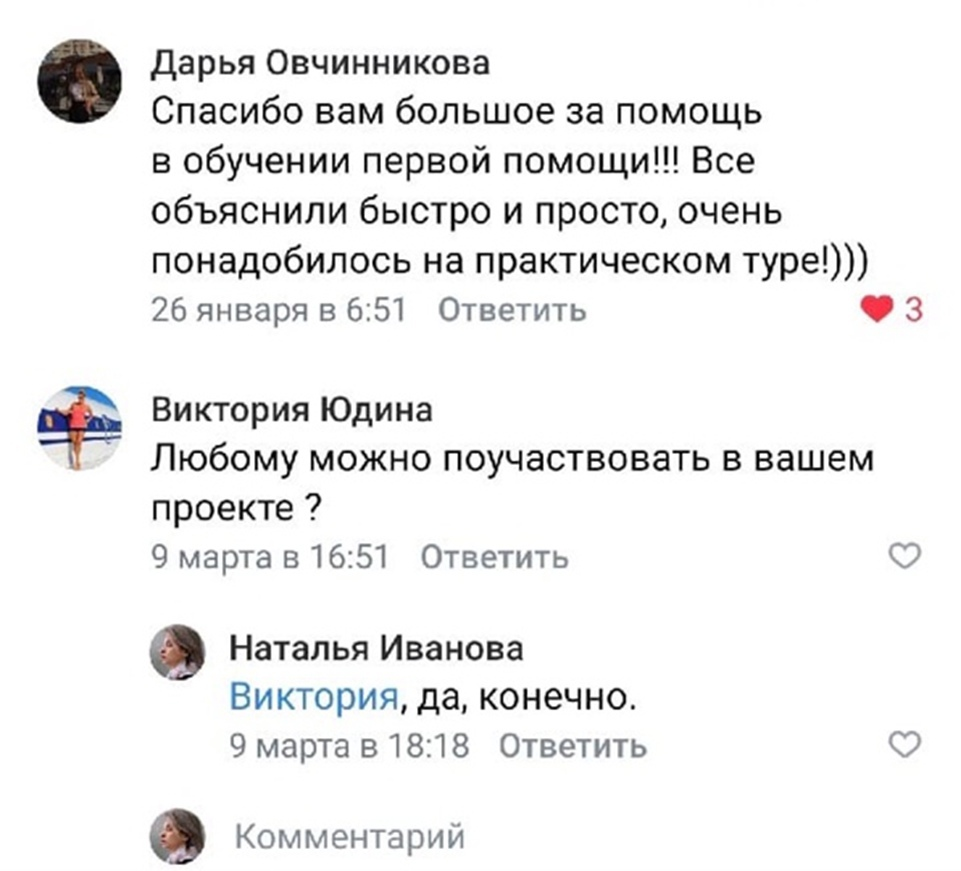 Дарья Овчинникова
Спасибо вам большое за помощь
в обучении первой помощи!!! Все
объяснили быстро и просто, очень
понадобилось на практическом туре!)))
26 января в 6:51 Ответить 3
Виктория Юдина
Любому можно поучаствовать в вашем
проекте ?
9 марта в 16:51 Ответить
Наталья Иванова
Виктория, да, конечно.
9 марта в 18:18 Ответить
Комментарий